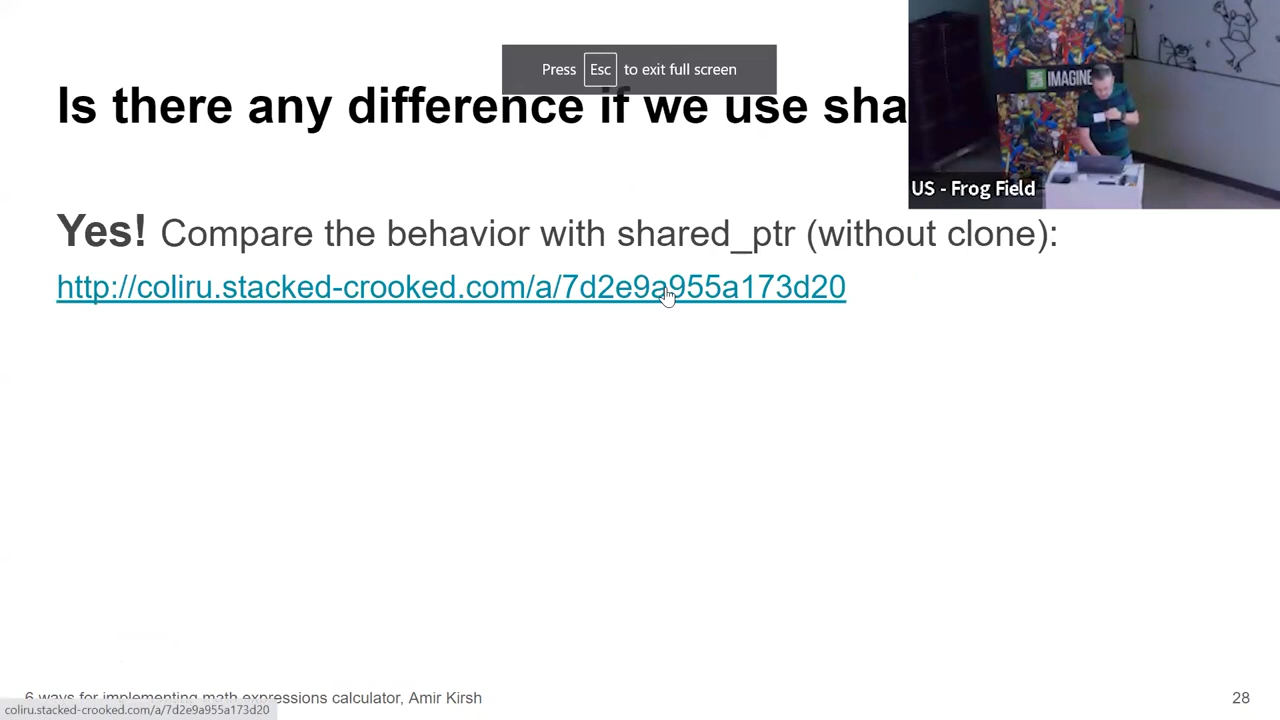 Press Esc to exit full screen
Is there any difference if we use sha
IMAGINE
US - Frog Field
Yes! Compare the behavior with shared_ptr (without clone):
http://coliru.stacked-crooked.com/a/7d2e9a955a173d20
6 ways for implementing math expressions calculator, Amir Kirsh
28
coliru.stacked-crooked.com/a/7d2e9a955a173d20